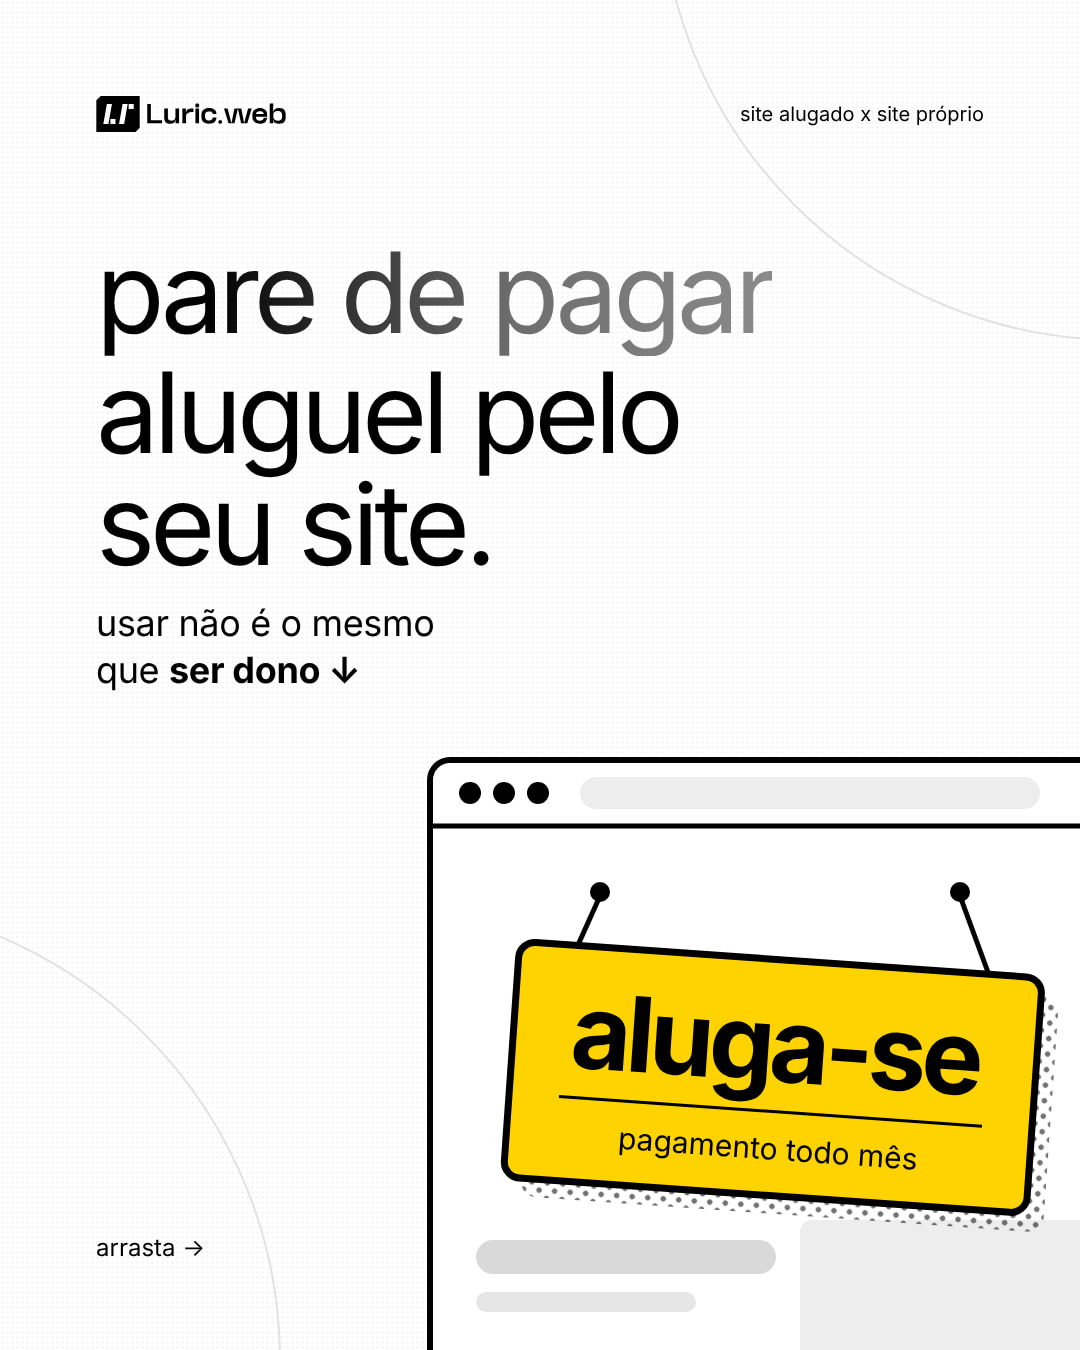 Luric.web
site alugado x site próprio
pare de pagar
aluguel pelo
seu site.
usar não é o mesmo
que ser dono ↓
aluga-se
pagamento todo mês
arrasta →